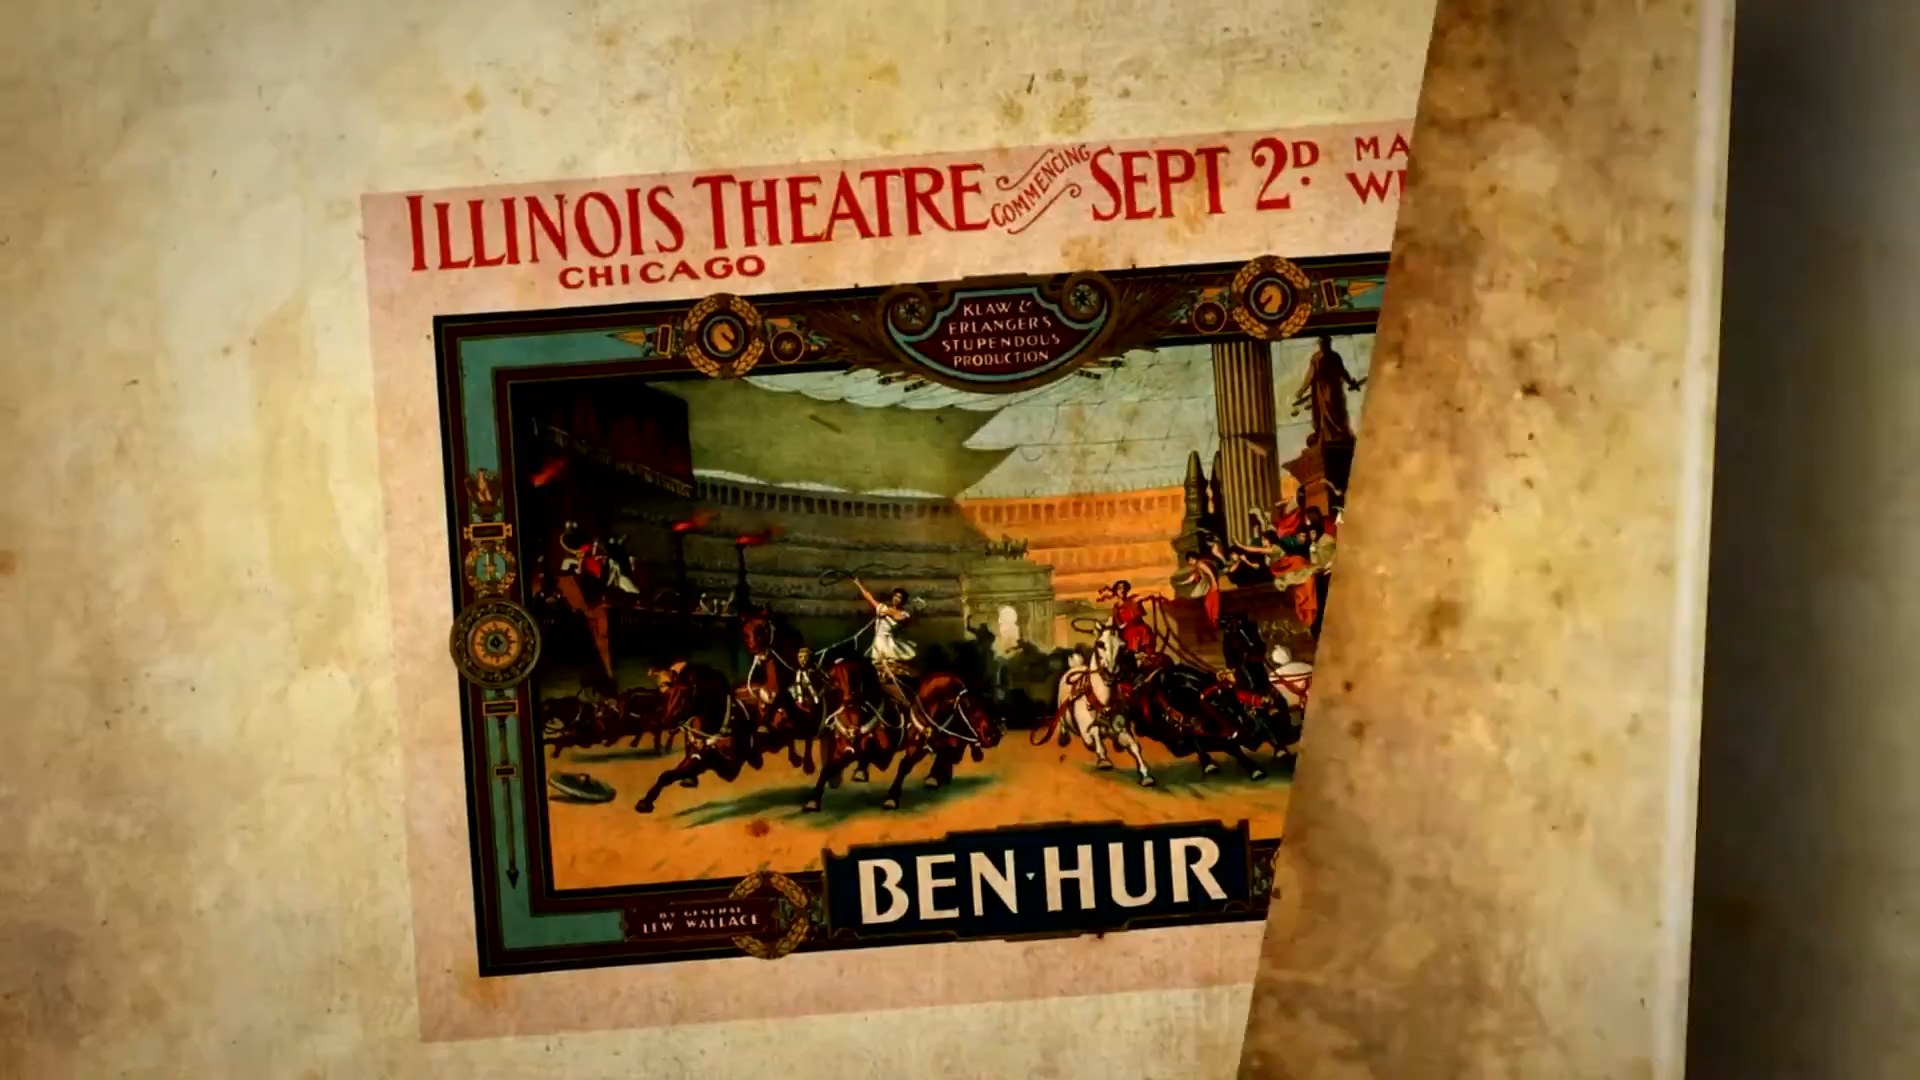 ILLINOIS THEATRE COMMENCING SEPT 2D.
CHICAGO
KLAW &
ERLANGER'S
STUPENDOUS
PRODUCTION
BEN-HUR
BY GENERAL
LEW WALLACE